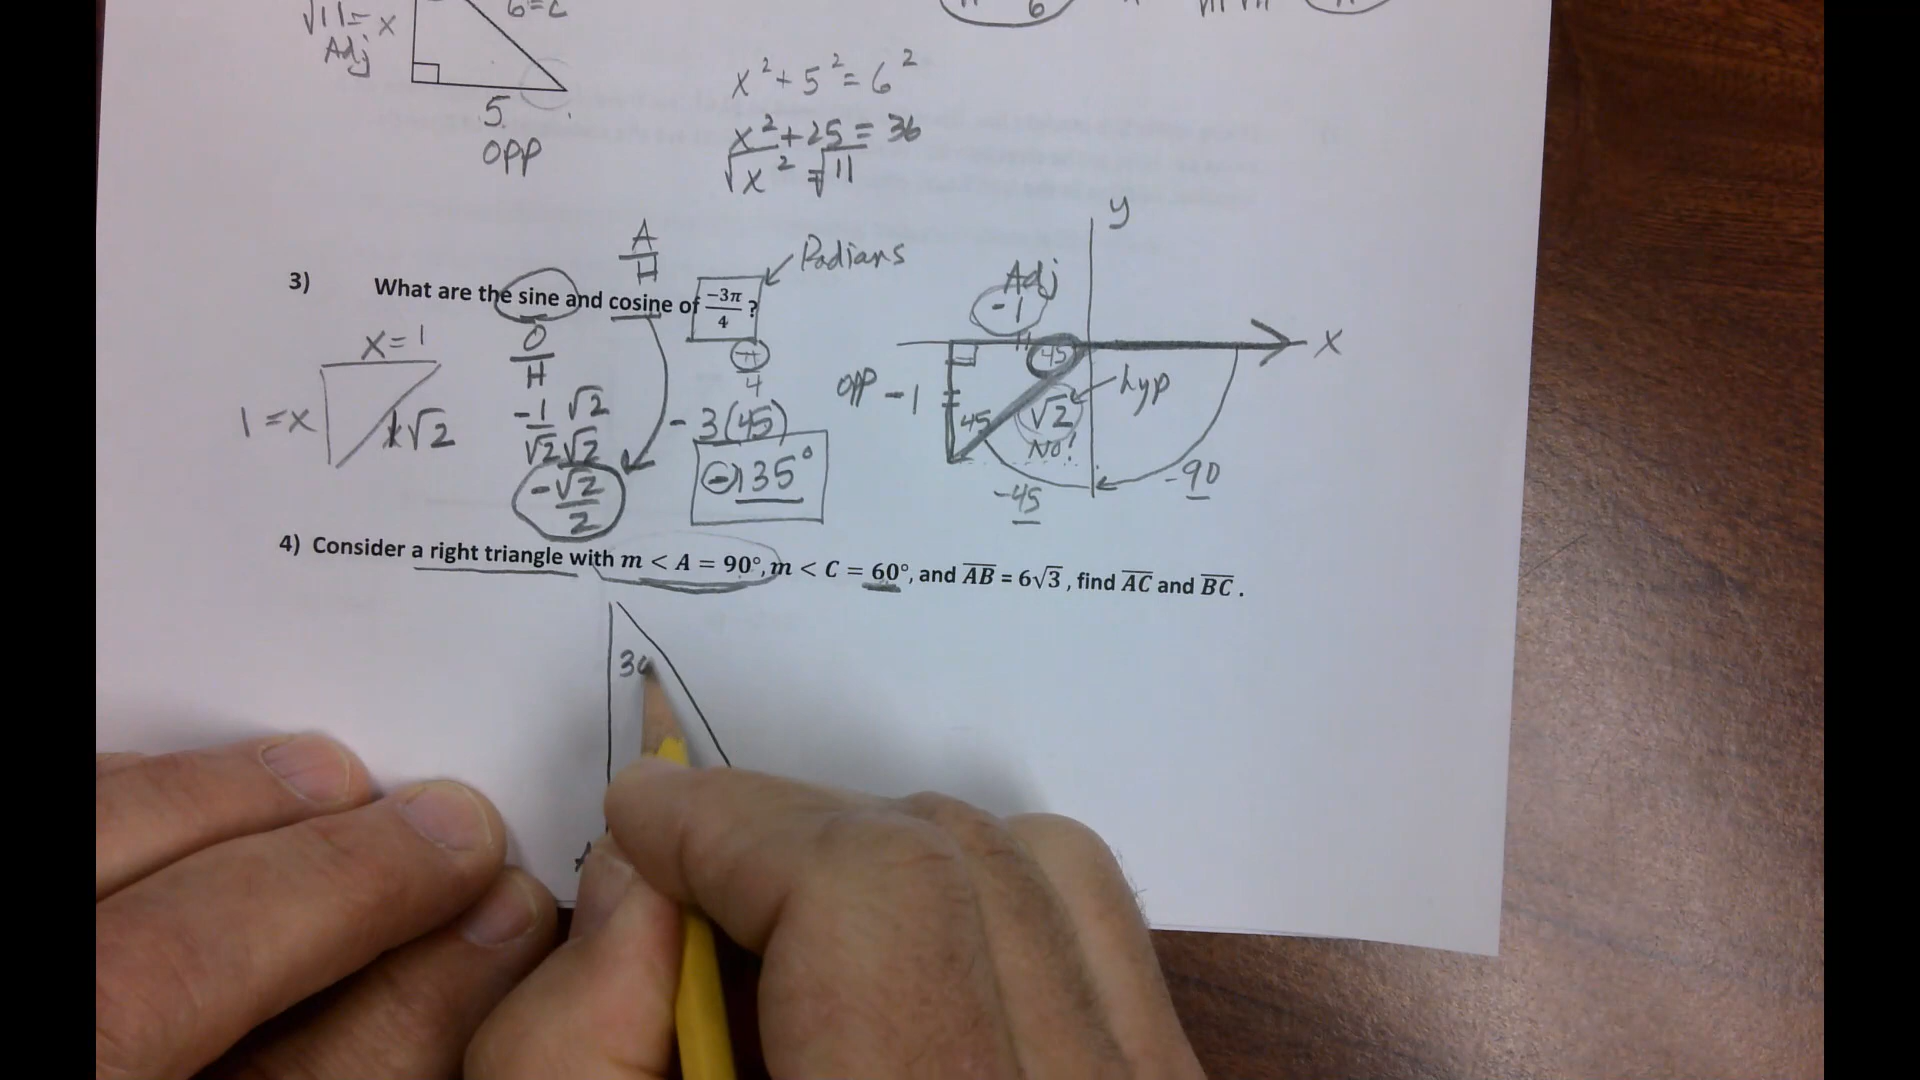 √11 = x
6=c
Adj
5
opp
x² + 5² = 6²
x² + 25 = 36
√x² = √11
A
H
Radians
y
Adj
-1
3) What are the sine and cosine of -3π/4 ?
x = 1
1 = x
x√2
O
H
-1 √2
√2 √2
-√2
2
π
4
- 3(45)
-135°
x
45
opp -1
hyp
45
√2
No!
-45
-90
4) Consider a right triangle with m < A = 90°, m < C = 60°, and A̅B̅ = 6√3 , find A̅C̅ and B̅C̅ .
30
A